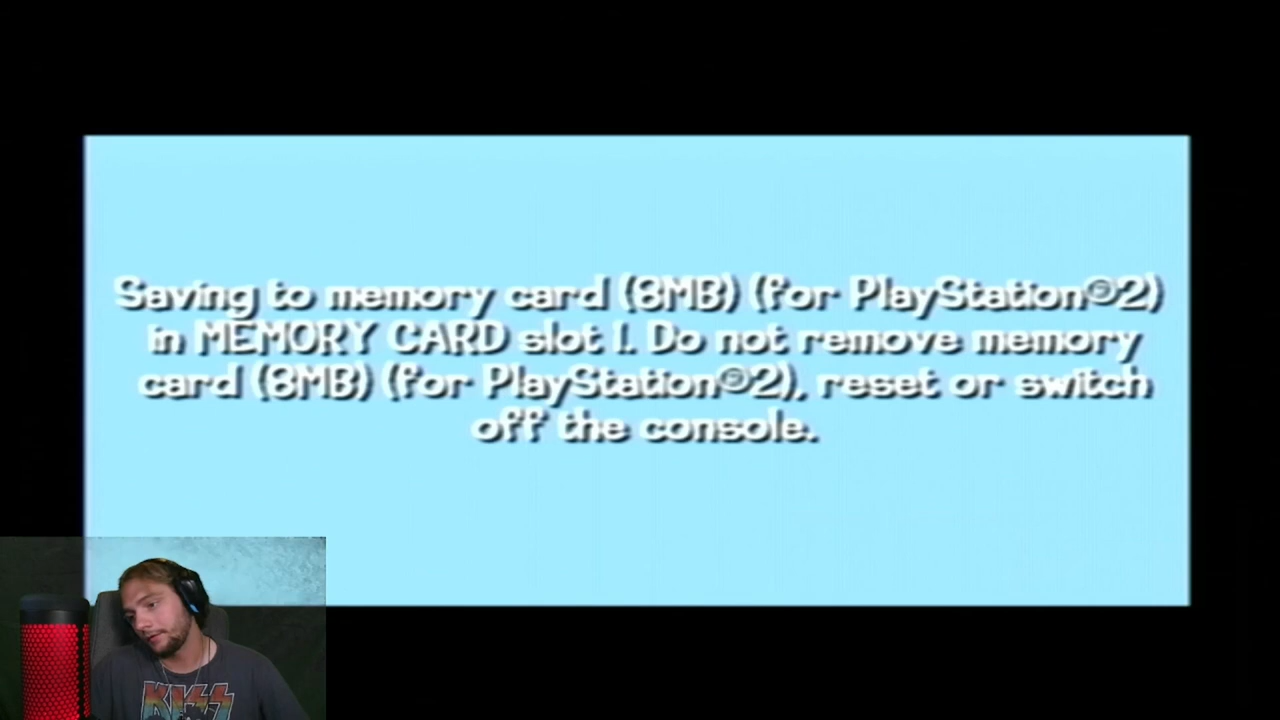 Saving to memory card (8MB) (for PlayStation®2)
in MEMORY CARD slot 1. Do not remove memory
card (8MB) (for PlayStation®2), reset or switch
off the console.
KISS